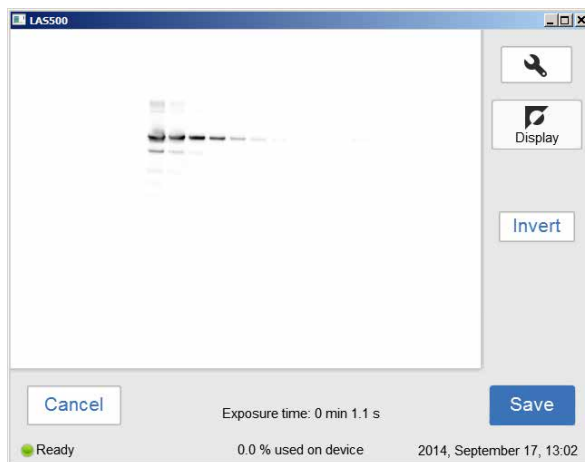 LAS500
Display
Invert
Cancel
Exposure time: 0 min 1.1 s
Save
Ready
0.0 % used on device
2014, September 17, 13:02